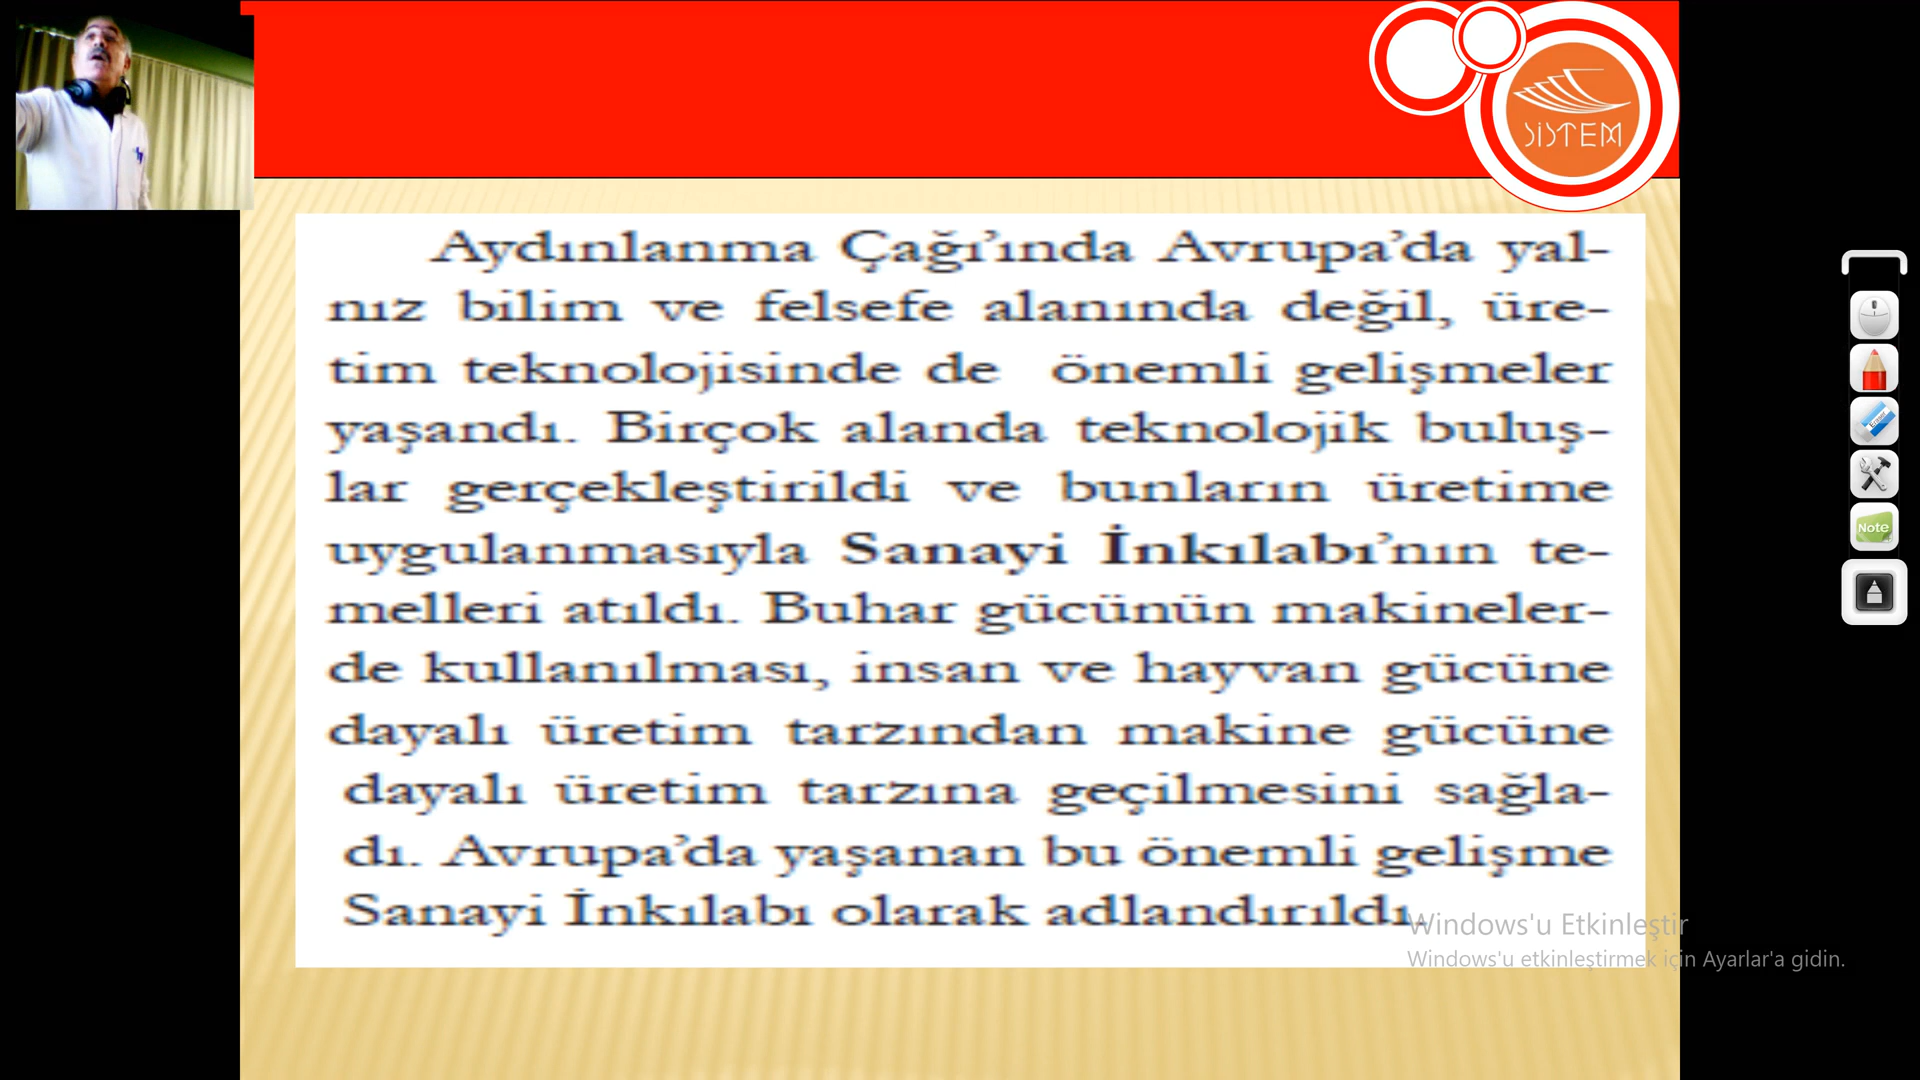 SİSTEM
Aydınlanma Çağı’ında Avrupa’da yal-
nız bilim ve felsefe alanında değil, üre-
tim teknolojisinde de önemli gelişmeler
yaşandı. Birçok alanda teknolojik buluş-
lar gerçekleştirildi ve bunların üretime
uygulanmasıyla Sanayi İnkılabı’nın te-
melleri atıldı. Buhar gücünün makineler-
de kullanılması, insan ve hayvan gücüne
dayalı üretim tarzından makine gücüne
dayalı üretim tarzına geçilmesini sağla-
dı. Avrupa’da yaşanan bu önemli gelişme
Sanayi İnkılabı olarak adlandırıldı.
Windows'u Etkinleştir
Windows'u etkinleştirmek için Ayarlar'a gidin.
Note